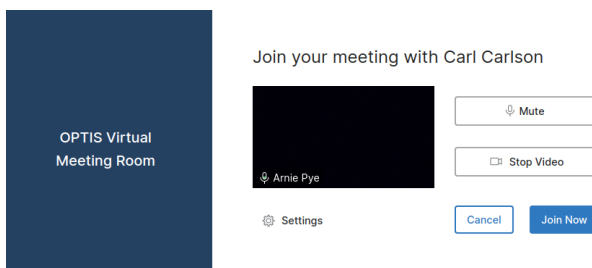 OPTIS Virtual
Meeting Room
Join your meeting with Carl Carlson
Arnie Pye
Mute
Stop Video
Settings
Cancel
Join Now